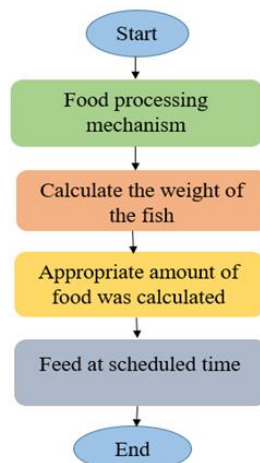 Start
Food processing
mechanism
Calculate the weight of
the fish
Appropriate amount of
food was calculated
Feed at scheduled time
End